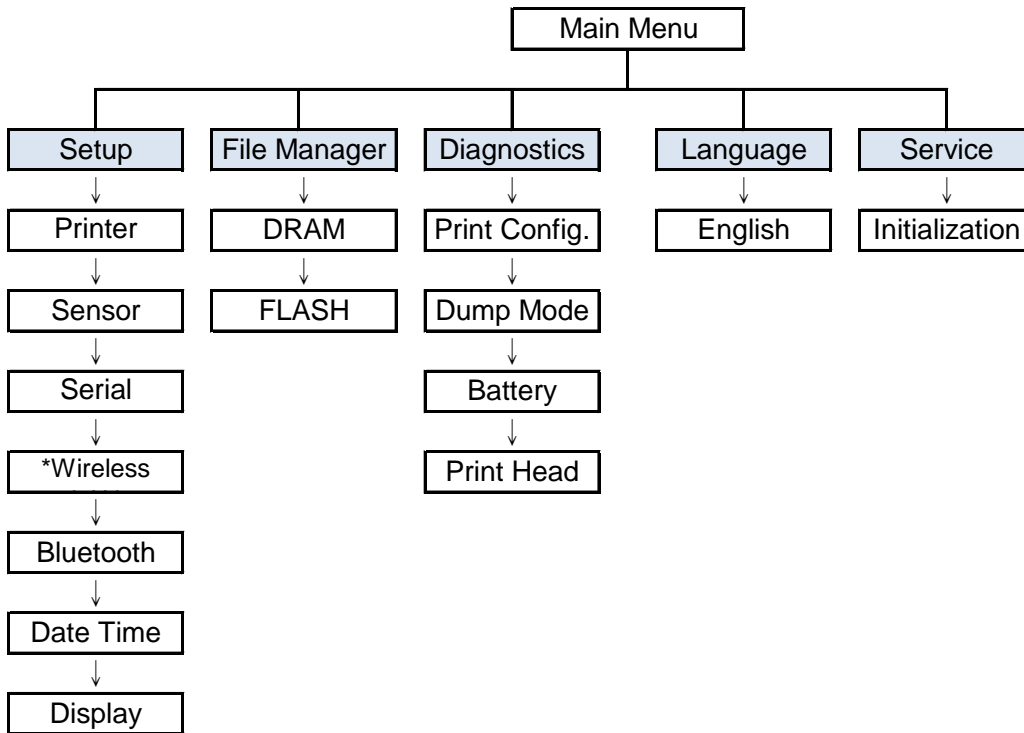 Main Menu
Setup
File Manager
Diagnostics
Language
Service
Printer
DRAM
Print Config.
English
Initialization
Sensor
FLASH
Dump Mode
Serial
Battery
*Wireless
Print Head
Bluetooth
Date Time
Display